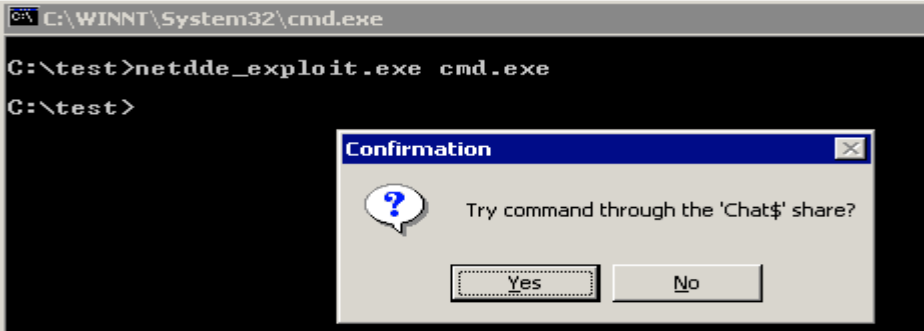 C:\WINNT\System32\cmd.exe
C:\test>netdde_exploit.exe cmd.exe
C:\test>
Confirmation
Try command through the 'Chat$' share?
Yes No